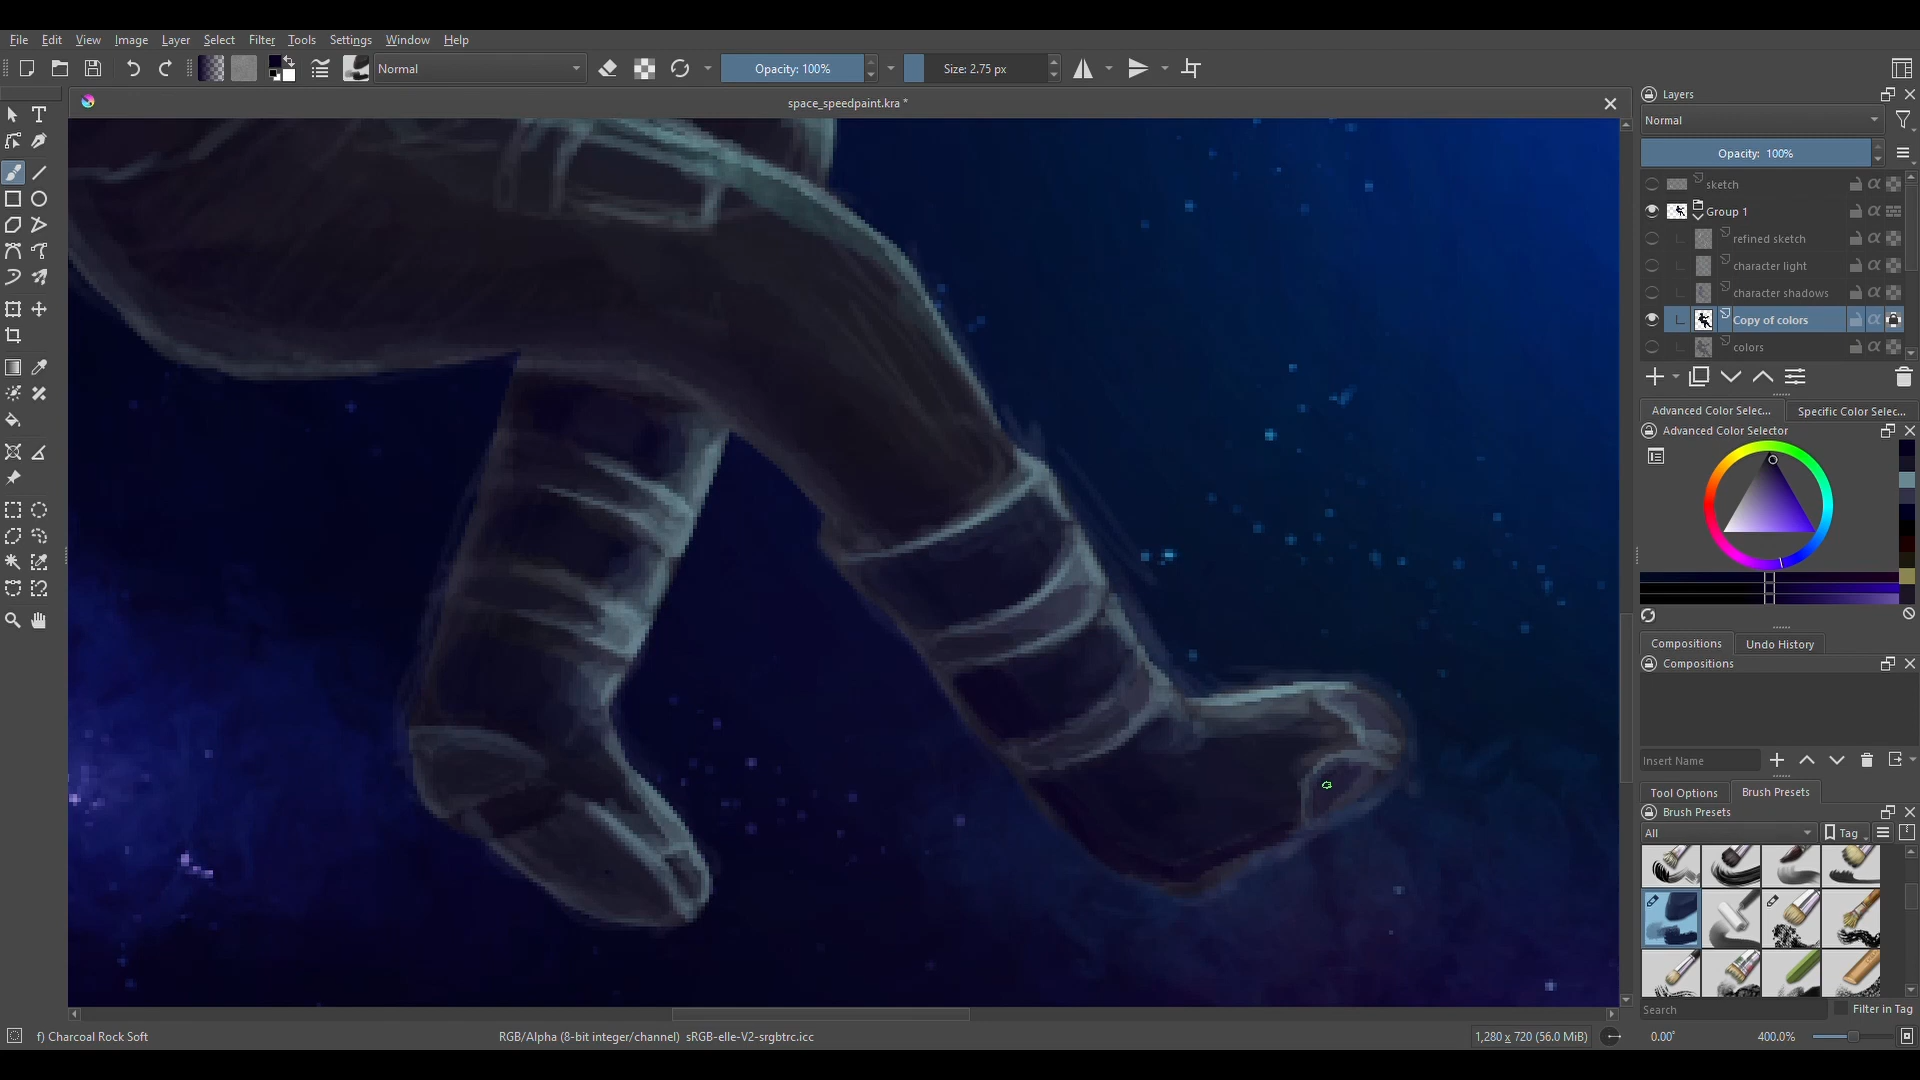 File Edit View Image Layer Select Filter Tools Settings Window Help
Normal Opacity: 100% Size: 2.75 px
space_speedpaint.kra *
Layers
Normal
Opacity: 100%
sketch
Group 1
refined sketch
character light
character shadows
Copy of colors
colors
Advanced Color Selec... Specific Color Selec...
Advanced Color Selector
Compositions Undo History
Compositions
Insert Name
Tool Options Brush Presets
Brush Presets
All Tag
Search Filter in Tag
f) Charcoal Rock Soft RGB/Alpha (8-bit integer/channel) sRGB-elle-V2-srgbtrc.icc 1,280 x 720 (56.0 MiB) 0.00° 400.0%